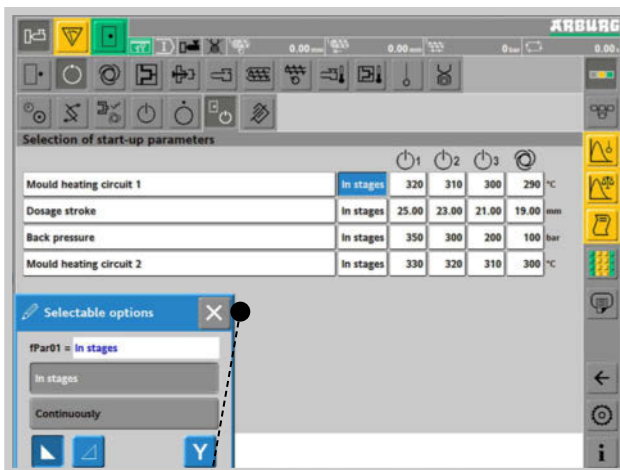 ARBURG
0.00 mm 0.00 mm 0 bar 0.00
Selection of start-up parameters
1 2 3
Mould heating circuit 1 In stages 320 310 300 290 °C
Dosage stroke In stages 25.00 23.00 21.00 19.00 mm
Back pressure In stages 350 300 200 100 bar
Mould heating circuit 2 In stages 330 320 310 300 °C
Selectable options
fPar01 = In stages
In stages
Continuously
Y
i